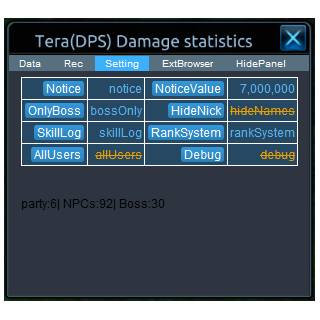 Tera(DPS) Damage statistics
Data Rec Setting ExtBrowser HidePanel
Notice notice NoticeValue 7,000,000
OnlyBoss bossOnly HideNick hideNames
SkillLog skillLog RankSystem rankSystem
AllUsers allUsers Debug debug
party:6| NPCs:92| Boss:30